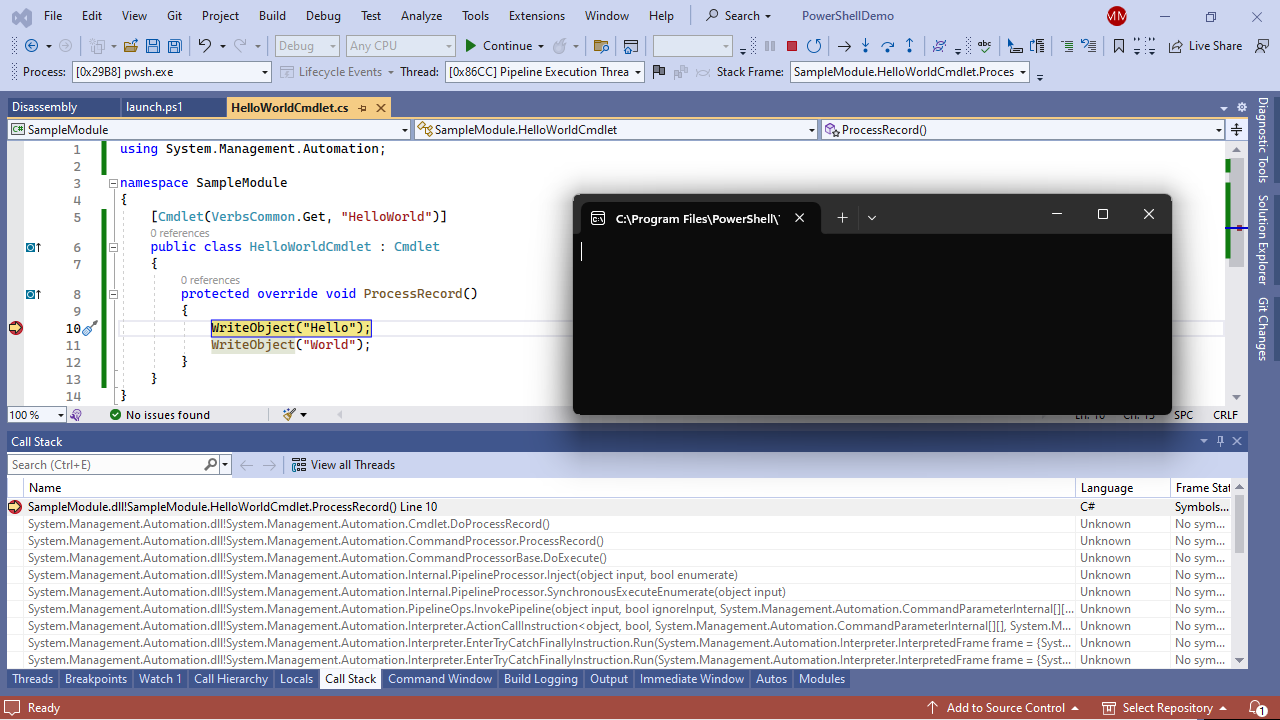 File Edit View Git Project Build Debug Test Analyze Tools Extensions Window Help Search PowerShellDemo MM
Debug Any CPU Continue Live Share
Process: [0x29B8] pwsh.exe Lifecycle Events Thread: [0x86CC] Pipeline Execution Threa Stack Frame: SampleModule.HelloWorldCmdlet.Proces
Disassembly launch.ps1 HelloWorldCmdlet.cs
SampleModule SampleModule.HelloWorldCmdlet ProcessRecord()
1 using System.Management.Automation;
2
3 namespace SampleModule
4 {
5 [Cmdlet(VerbsCommon.Get, "HelloWorld")]
0 references
6 public class HelloWorldCmdlet : Cmdlet
7 {
0 references
8 protected override void ProcessRecord()
9 {
10 WriteObject("Hello");
11 WriteObject("World");
12 }
13 }
14 }
C:\Program Files\PowerShell\
Diagnostic Tools
Solution Explorer
Git Changes
100 % No issues found Ln: 10 Ch: 13 SPC CRLF
Call Stack
Search (Ctrl+E) View all Threads
Name Language Frame Stat
SampleModule.dll!SampleModule.HelloWorldCmdlet.ProcessRecord() Line 10 C# Symbols...
System.Management.Automation.dll!System.Management.Automation.Cmdlet.DoProcessRecord() Unknown No sym...
System.Management.Automation.dll!System.Management.Automation.CommandProcessor.ProcessRecord() Unknown No sym...
System.Management.Automation.dll!System.Management.Automation.CommandProcessorBase.DoExecute() Unknown No sym...
System.Management.Automation.dll!System.Management.Automation.Internal.PipelineProcessor.Inject(object input, bool enumerate) Unknown No sym...
System.Management.Automation.dll!System.Management.Automation.Internal.PipelineProcessor.SynchronousExecuteEnumerate(object input) Unknown No sym...
System.Management.Automation.dll!System.Management.Automation.PipelineOps.InvokePipeline(object input, bool ignoreInput, System.Management.Automation.CommandParameterInternal[][... Unknown No sym...
System.Management.Automation.dll!System.Management.Automation.Interpreter.ActionCallInstruction<object, bool, System.Management.Automation.CommandParameterInternal[][], System.M... Unknown No sym...
System.Management.Automation.dll!System.Management.Automation.Interpreter.EnterTryCatchFinallyInstruction.Run(System.Management.Automation.Interpreter.InterpretedFrame frame = {Syst... Unknown No sym...
System.Management.Automation.dll!System.Management.Automation.Interpreter.EnterTryCatchFinallyInstruction.Run(System.Management.Automation.Interpreter.InterpretedFrame frame = {Syst... Unknown No sym...
Threads Breakpoints Watch 1 Call Hierarchy Locals Call Stack Command Window Build Logging Output Immediate Window Autos Modules
Ready Add to Source Control Select Repository 1